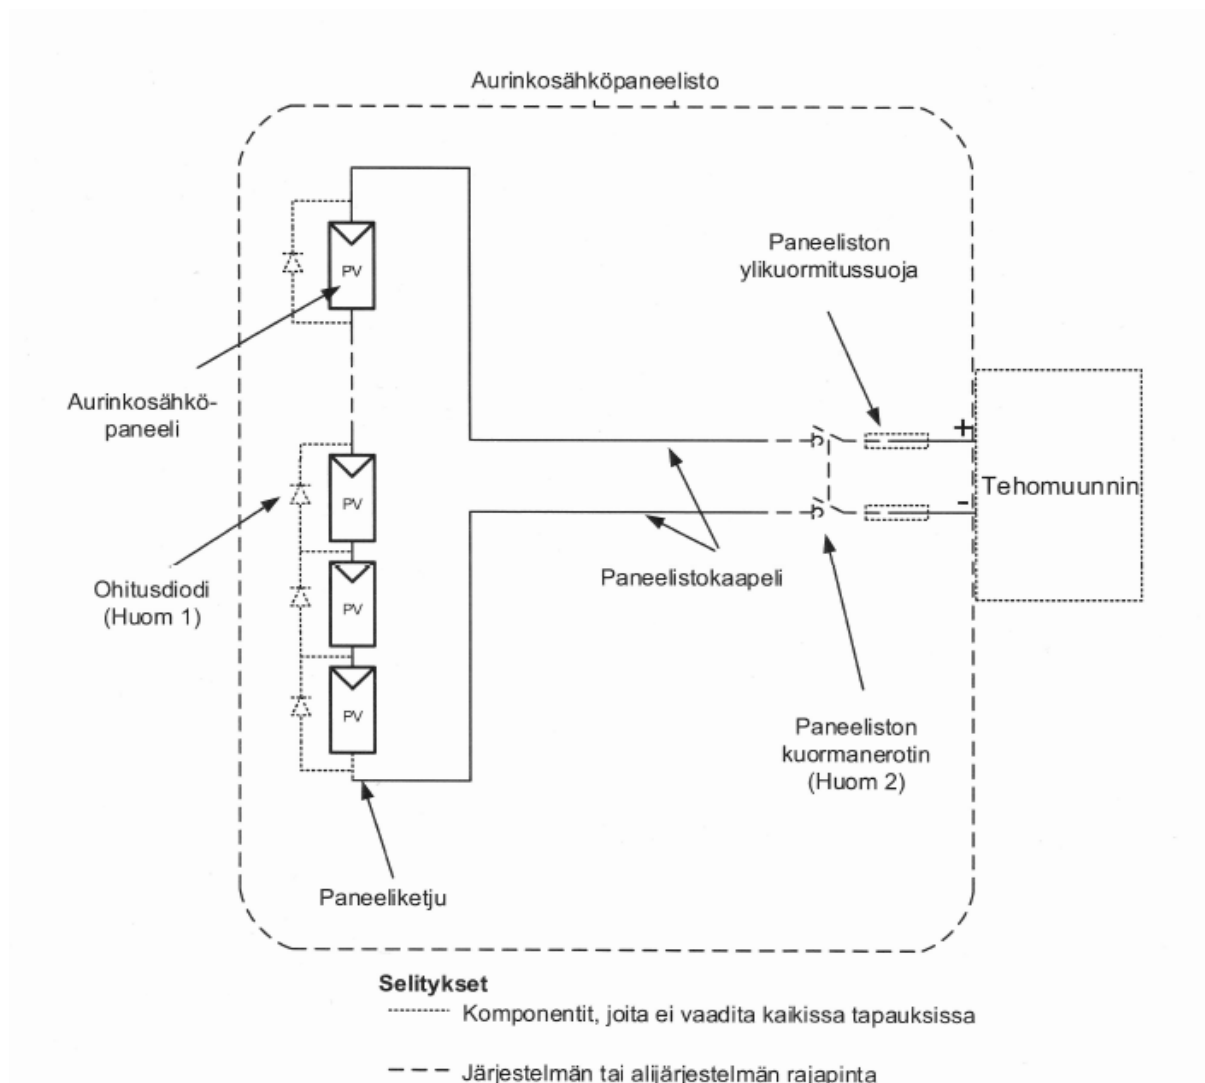 Aurinkosähköpaneelisto
PV
Paneeliston
ylikuormitussuoja
Aurinkosähkö-
paneeli
+
PV
-
Tehomuunnin
Ohitusdiodi
(Huom 1)
PV
Paneelistokaapeli
PV
Paneeliston
kuormanerotin
(Huom 2)
Paneeliketju
Selitykset
Komponentit, joita ei vaadita kaikissa tapauksissa
Järjestelmän tai alijärjestelmän rajapinta